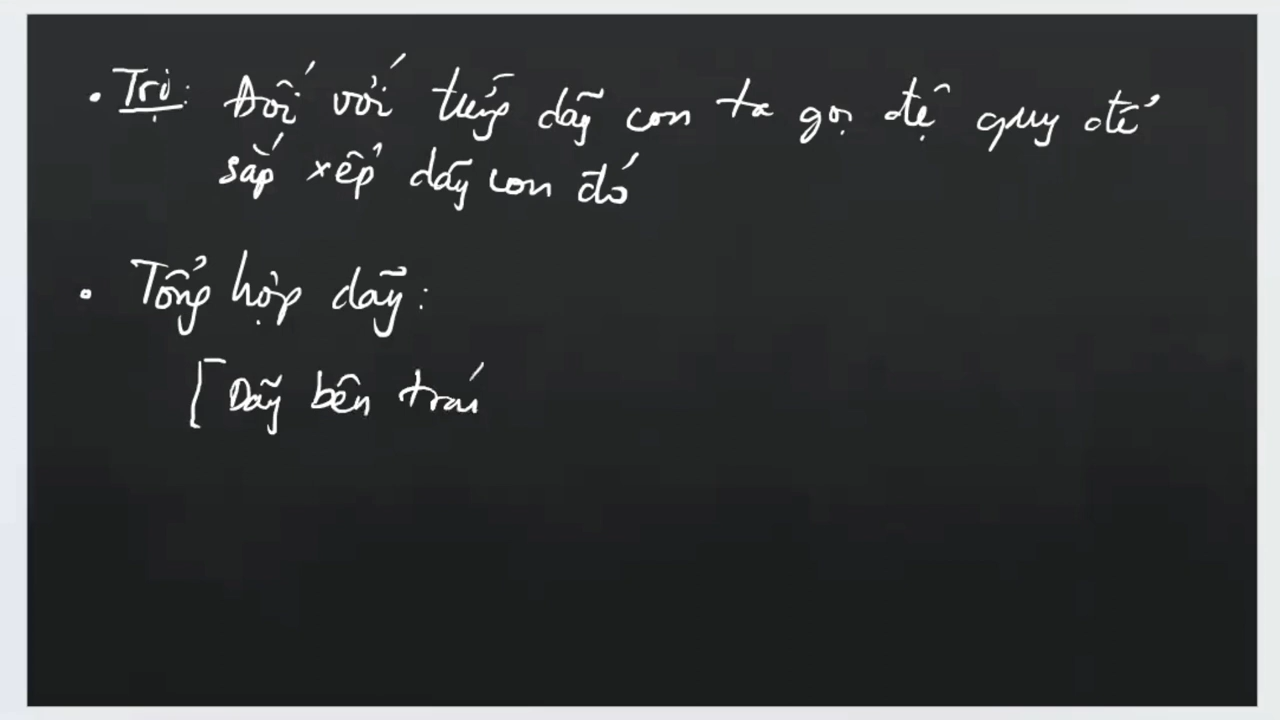 • Trị: Đối với từng dãy con ta gọi đệ quy để
sắp xếp dãy con đó
• Tổng hợp dãy:
[ Dãy bên trái